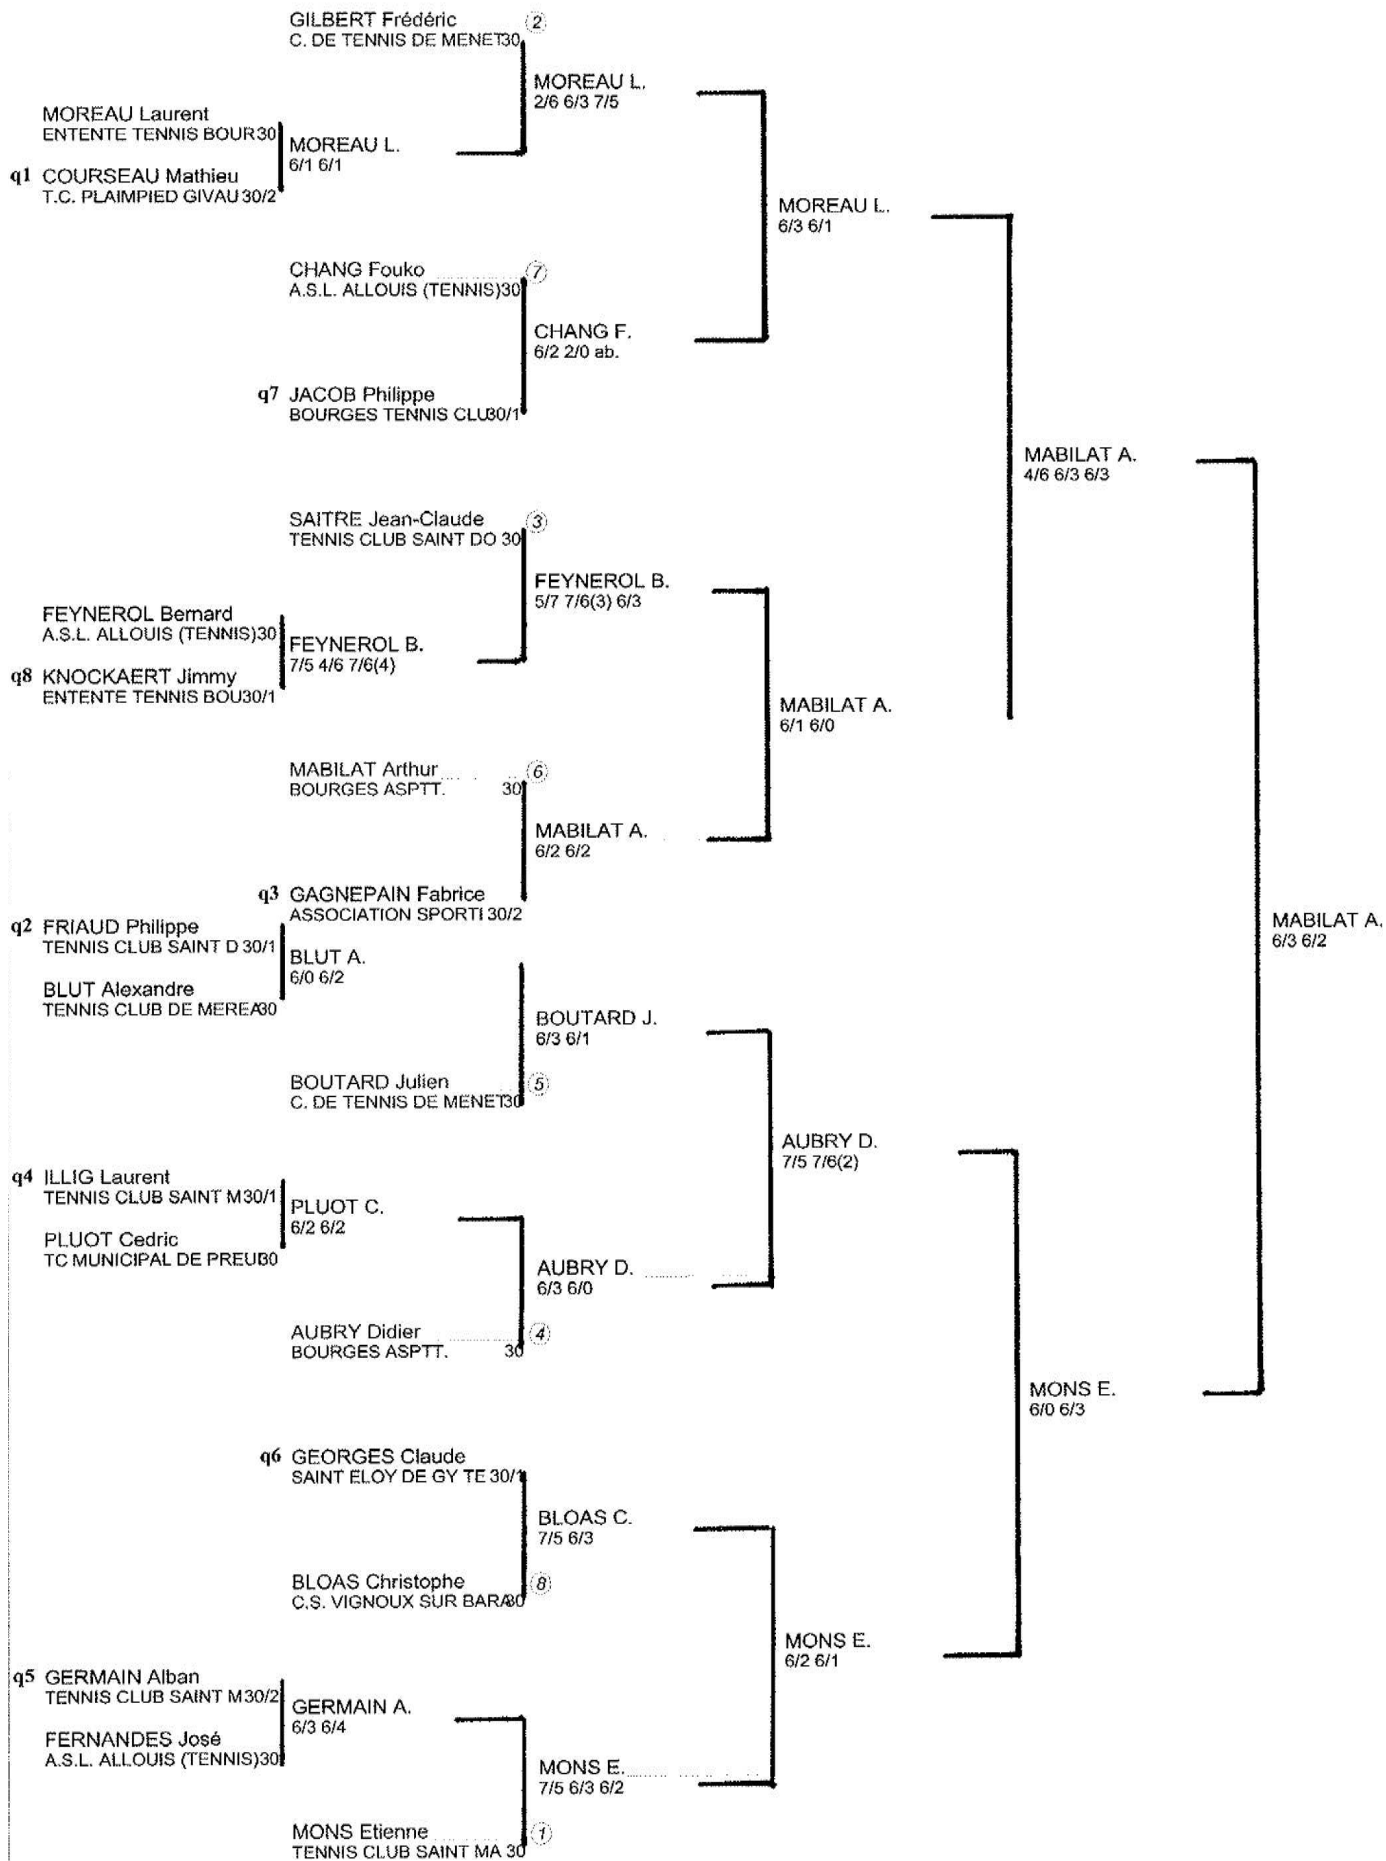 GILBERT Frédéric 2
C. DE TENNIS DE MENET30
MOREAU L.
2/6 6/3 7/5
MOREAU Laurent
ENTENTE TENNIS BOUR30
MOREAU L.
6/1 6/1
q1 COURSEAU Mathieu
T.C. PLAIMPIED GIVAU 30/2
MOREAU L.
6/3 6/1
CHANG Fouko 7
A.S.L. ALLOUIS (TENNIS)30
CHANG F.
6/2 2/0 ab.
q7 JACOB Philippe
BOURGES TENNIS CLU30/1
MABILAT A.
4/6 6/3 6/3
SAITRE Jean-Claude 3
TENNIS CLUB SAINT DO 30
FEYNEROL B.
5/7 7/6(3) 6/3
FEYNEROL Bernard
A.S.L. ALLOUIS (TENNIS)30
FEYNEROL B.
7/5 4/6 7/6(4)
q8 KNOCKAERT Jimmy
ENTENTE TENNIS BOU30/1
MABILAT A.
6/1 6/0
MABILAT Arthur 6
BOURGES ASPTT. 30
MABILAT A.
6/2 6/2
q3 GAGNEPAIN Fabrice
ASSOCIATION SPORTI 30/2
MABILAT A.
6/3 6/2
q2 FRIAUD Philippe
TENNIS CLUB SAINT D 30/1
BLUT A.
6/0 6/2
BLUT Alexandre
TENNIS CLUB DE MEREA30
BOUTARD J.
6/3 6/1
BOUTARD Julien 5
C. DE TENNIS DE MENET30
AUBRY D.
7/5 7/6(2)
q4 ILLIG Laurent
TENNIS CLUB SAINT M30/1
PLUOT C.
6/2 6/2
PLUOT Cedric
TC MUNICIPAL DE PREUI30
AUBRY D.
6/3 6/0
AUBRY Didier 4
BOURGES ASPTT. 30
MONS E.
6/0 6/3
q6 GEORGES Claude
SAINT ELOY DE GY TE 30/1
BLOAS C.
7/5 6/3
BLOAS Christophe 8
C.S. VIGNOUX SUR BARA30
MONS E.
6/2 6/1
q5 GERMAIN Alban
TENNIS CLUB SAINT M30/2
GERMAIN A.
6/3 6/4
FERNANDES José
A.S.L. ALLOUIS (TENNIS)30
MONS E.
7/5 6/3 6/2
MONS Etienne 1
TENNIS CLUB SAINT MA 30